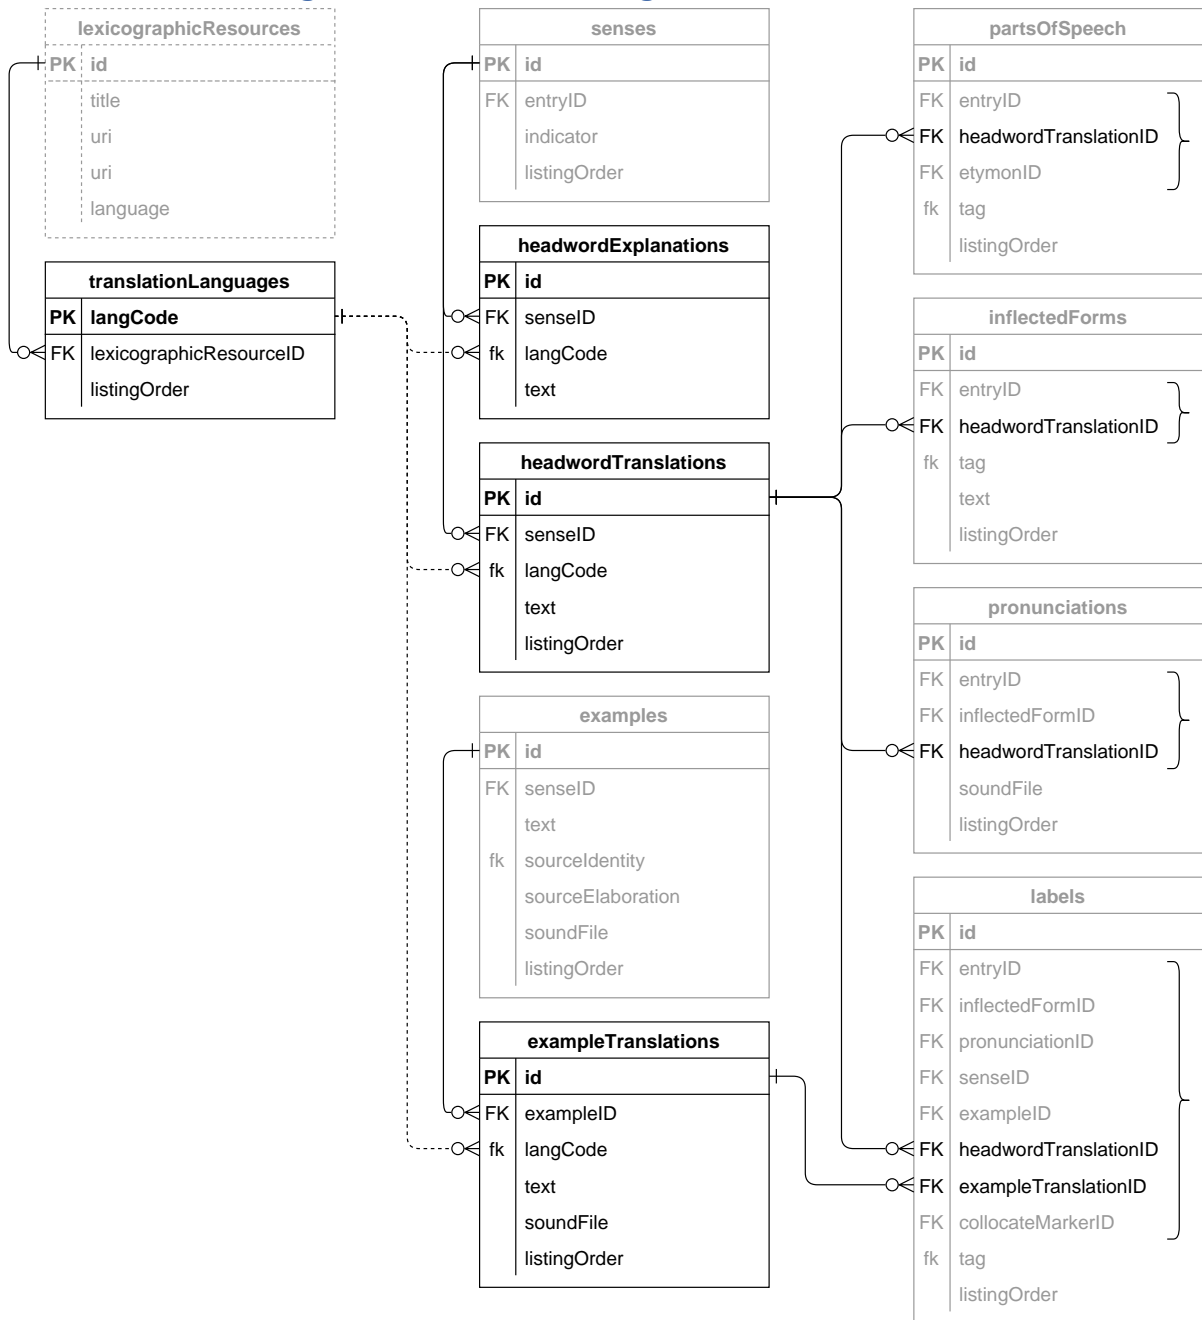 lexicographicResources
PK id
title
uri
uri
language
translationLanguages
PK langCode
FK lexicographicResourceID
listingOrder
senses
PK id
FK entryID
indicator
listingOrder
headwordExplanations
PK id
FK senseID
fk langCode
text
headwordTranslations
PK id
FK senseID
fk langCode
text
listingOrder
examples
PK id
FK senseID
text
fk sourceIdentity
sourceElaboration
soundFile
listingOrder
exampleTranslations
PK id
FK exampleID
fk langCode
text
soundFile
listingOrder
partsOfSpeech
PK id
FK entryID
FK headwordTranslationID
FK etymonID
fk tag
listingOrder
inflectedForms
PK id
FK entryID
FK headwordTranslationID
fk tag
text
listingOrder
pronunciations
PK id
FK entryID
FK inflectedFormID
FK headwordTranslationID
soundFile
listingOrder
labels
PK id
FK entryID
FK inflectedFormID
FK pronunciationID
FK senseID
FK exampleID
FK headwordTranslationID
FK exampleTranslationID
FK collocateMarkerID
fk tag
listingOrder